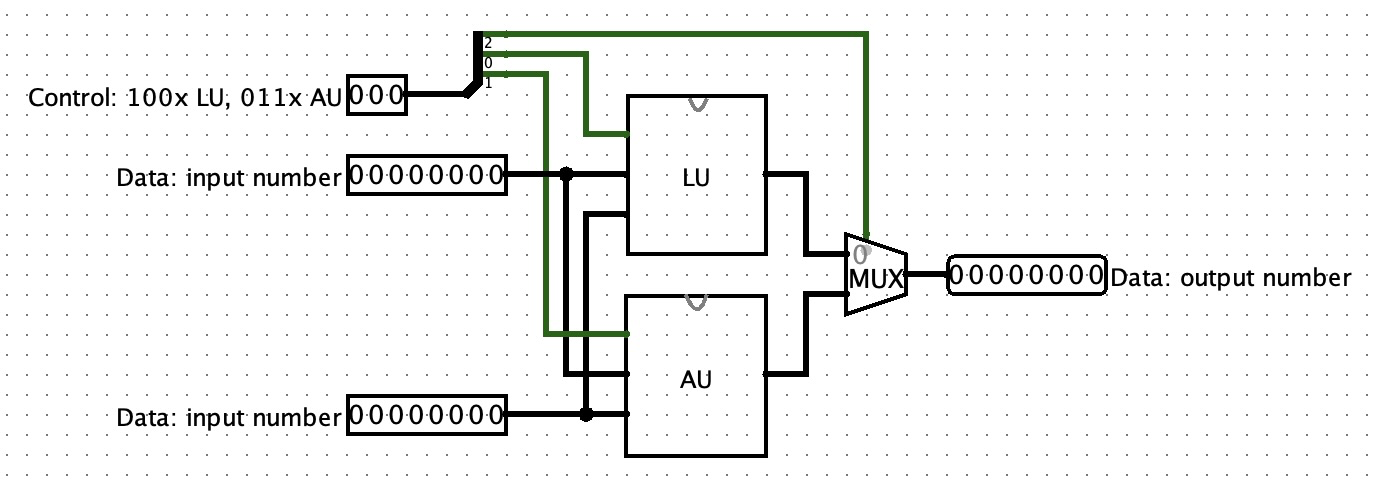 2
0
1
Control: 100x LU, 011x AU 000
Data: input number 00000000
LU
0
MUX
00000000 Data: output number
AU
Data: input number 00000000